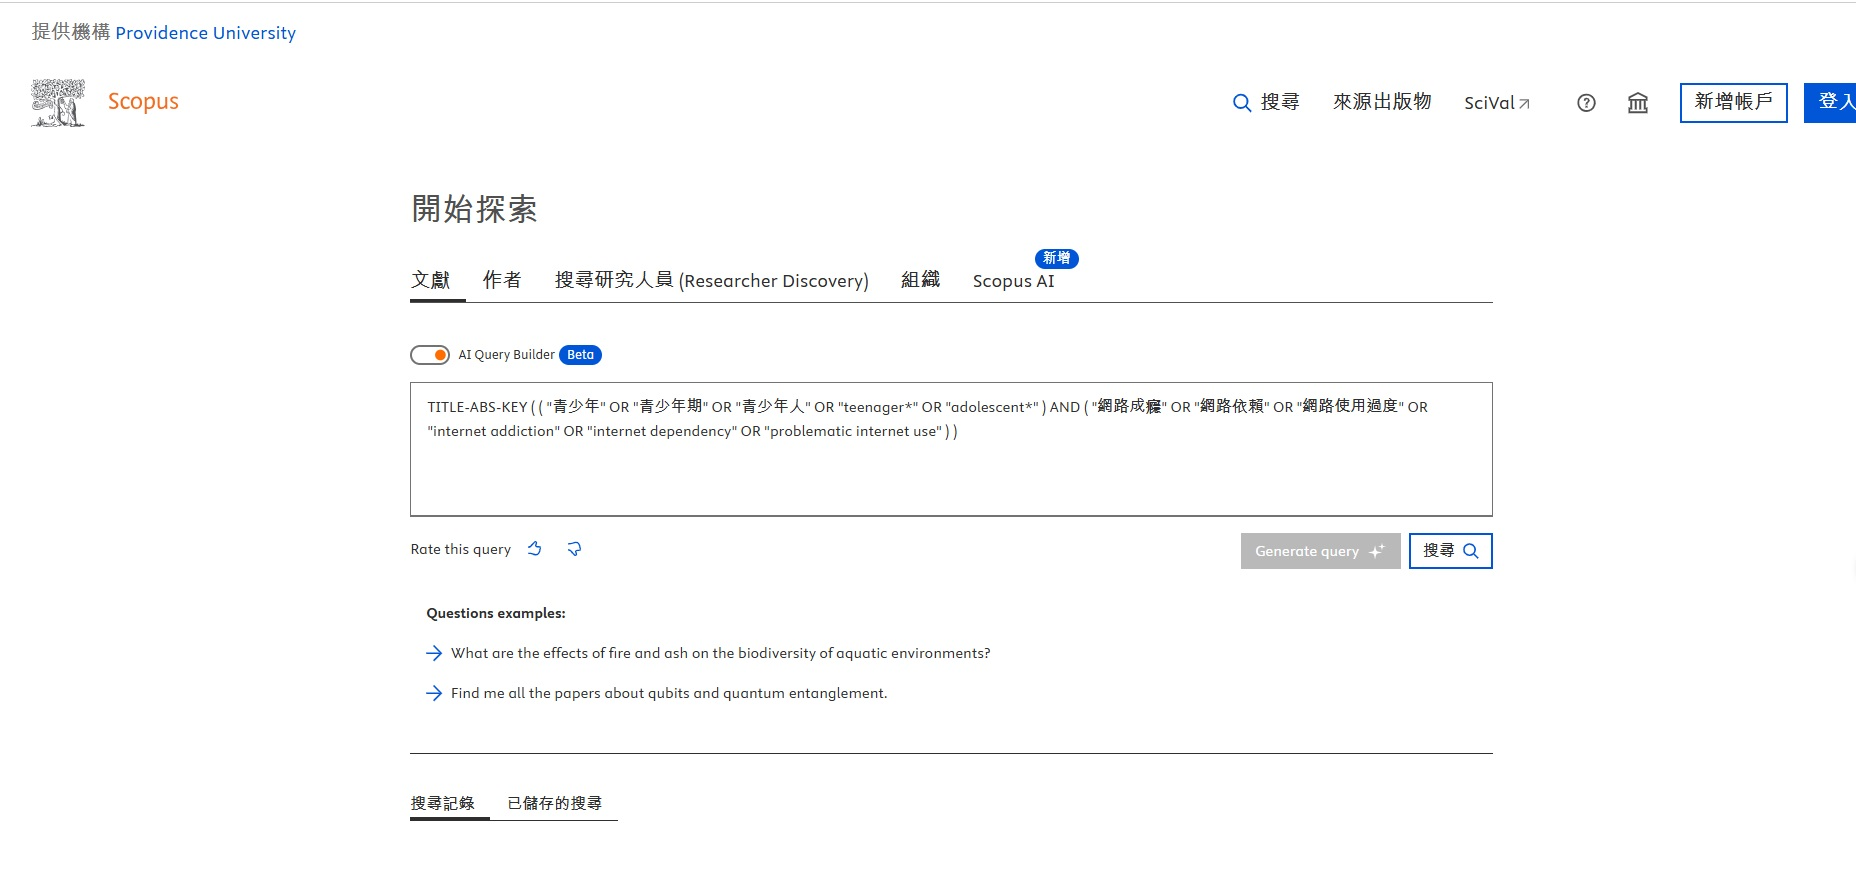 提供機構 Providence University
Scopus
搜尋 來源出版物 SciVal 新增帳戶 登入
開始探索
新增
文獻 作者 搜尋研究人員 (Researcher Discovery) 組織 Scopus AI
AI Query Builder Beta
TITLE-ABS-KEY ( ( "青少年" OR "青少年期" OR "青少年人" OR "teenager*" OR "adolescent*" ) AND ( "網路成癮" OR "網路依賴" OR "網路使用過度" OR
"internet addiction" OR "internet dependency" OR "problematic internet use" ) )
Rate this query Generate query 搜尋
Questions examples:
What are the effects of fire and ash on the biodiversity of aquatic environments?
Find me all the papers about qubits and quantum entanglement.
搜尋記錄 已儲存的搜尋